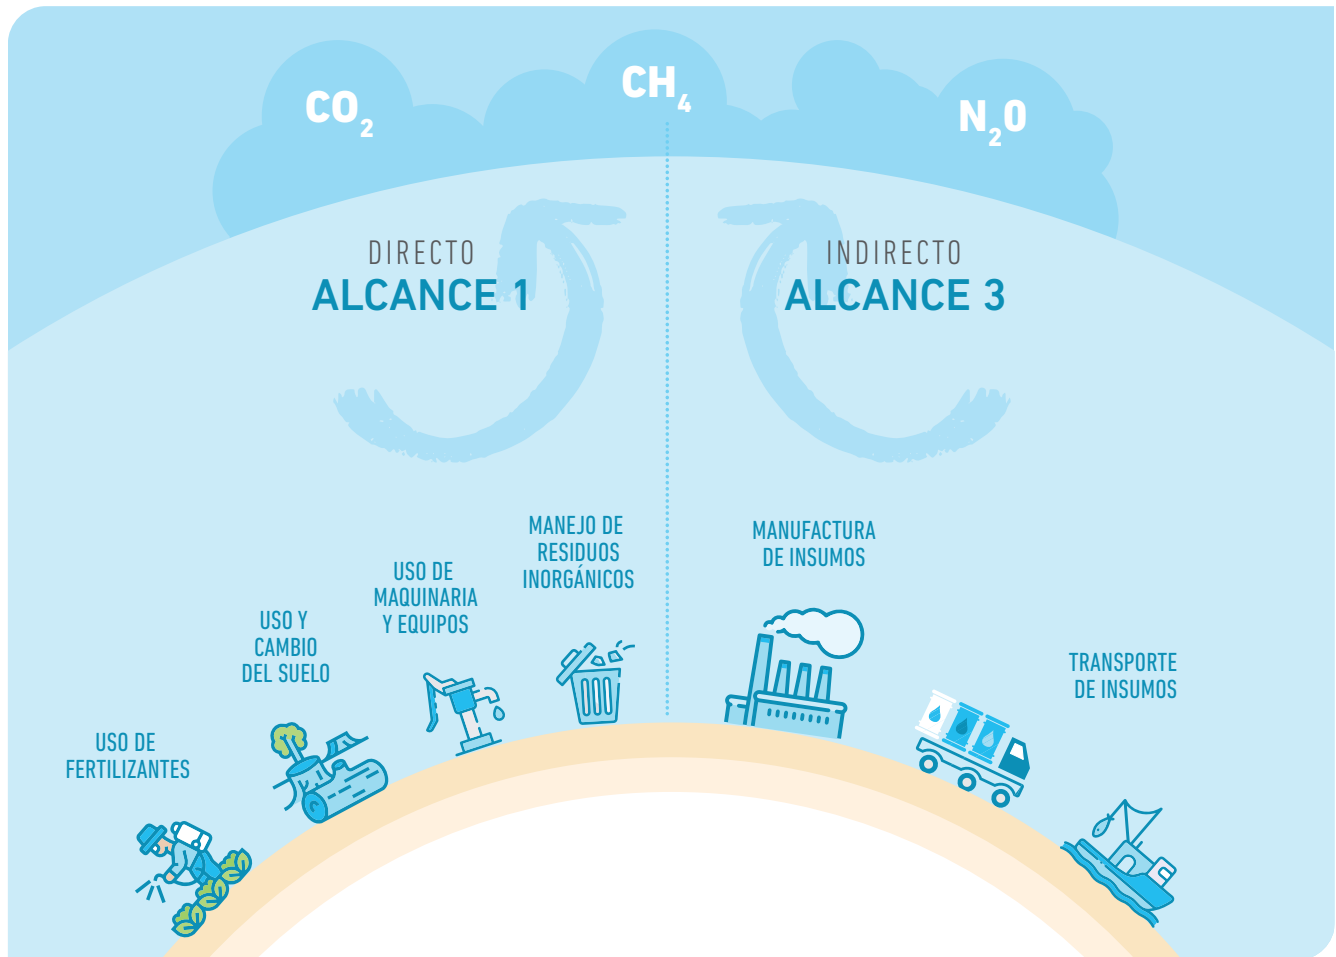 CO2
CH4
N2O
DIRECTO
ALCANCE 1
INDIRECTO
ALCANCE 3
USO DE
FERTILIZANTES
USO Y
CAMBIO
DEL SUELO
USO DE
MAQUINARIA
Y EQUIPOS
MANEJO DE
RESIDUOS
INORGÁNICOS
MANUFACTURA
DE INSUMOS
TRANSPORTE
DE INSUMOS